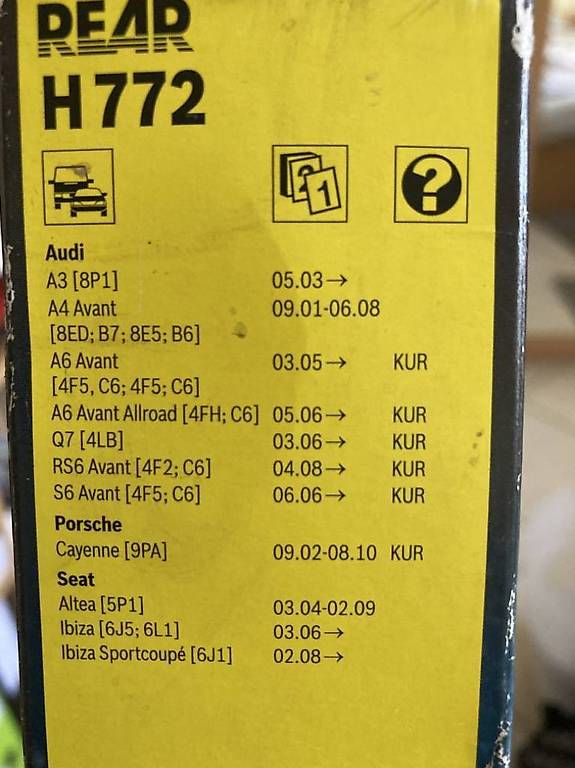 REAR
H772
2 1
?
Audi
A3 [8P1] 05.03→
A4 Avant 09.01-06.08
[8ED; B7; 8E5; B6]
A6 Avant 03.05→ KUR
[4F5, C6; 4F5; C6]
A6 Avant Allroad [4FH; C6] 05.06→ KUR
Q7 [4LB] 03.06→ KUR
RS6 Avant [4F2; C6] 04.08→ KUR
S6 Avant [4F5; C6] 06.06→ KUR
Porsche
Cayenne [9PA] 09.02-08.10 KUR
Seat
Altea [5P1] 03.04-02.09
Ibiza [6J5; 6L1] 03.06→
Ibiza Sportcoupé [6J1] 02.08→